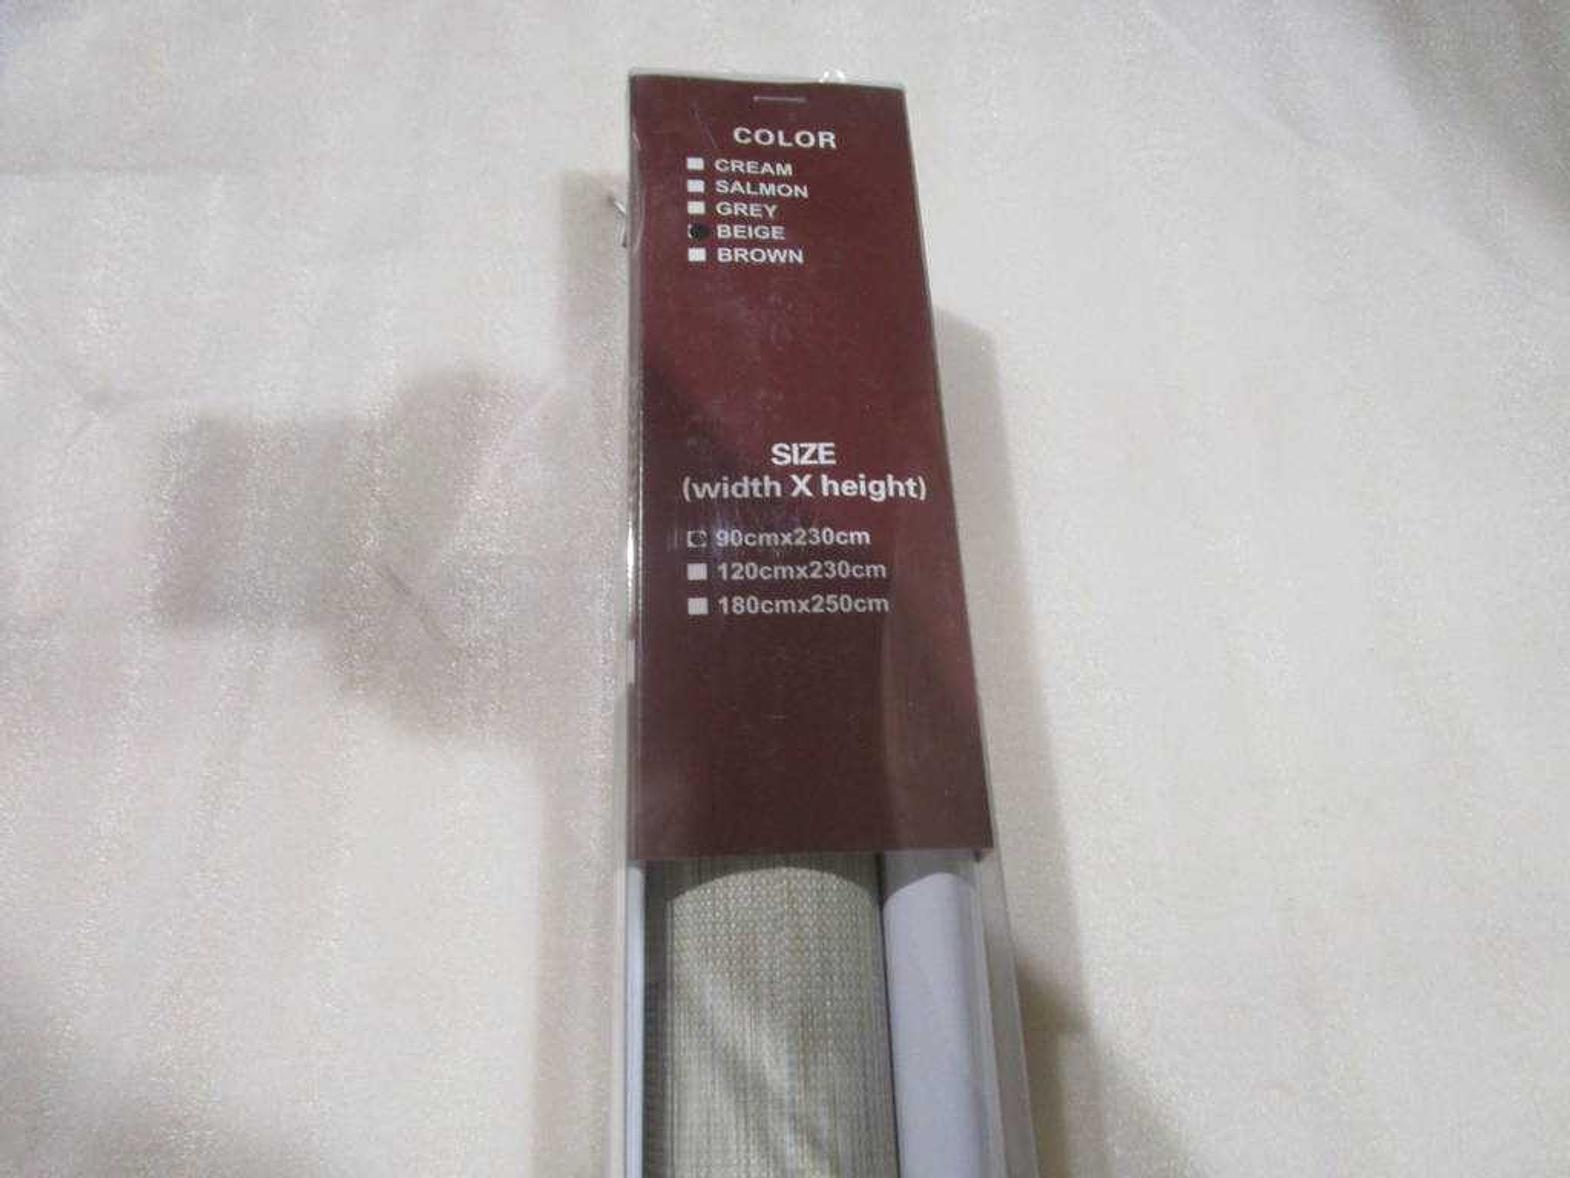 COLOR
CREAM
SALMON
GREY
BEIGE
BROWN
SIZE
(width X height)
90cmx230cm
120cmx230cm
180cmx250cm